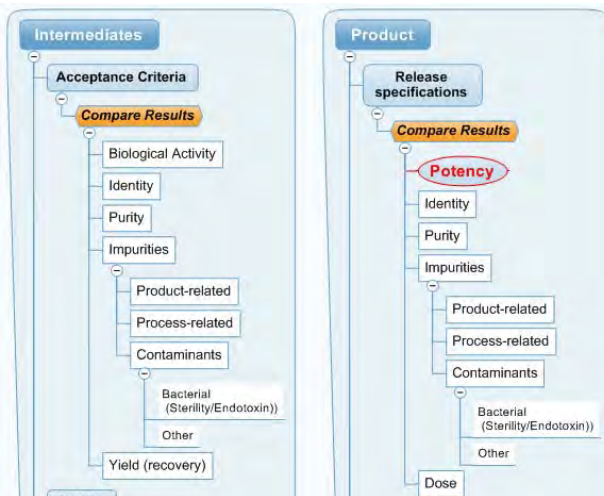 Intermediates
Acceptance Criteria
Compare Results
Biological Activity
Identity
Purity
Impurities
Product-related
Process-related
Contaminants
Bacterial
(Sterility/Endotoxin))
Other
Yield (recovery)
Product
Release
specifications
Compare Results
Potency
Identity
Purity
Impurities
Product-related
Process-related
Contaminants
Bacterial
(Sterility/Endotoxin))
Other
Dose